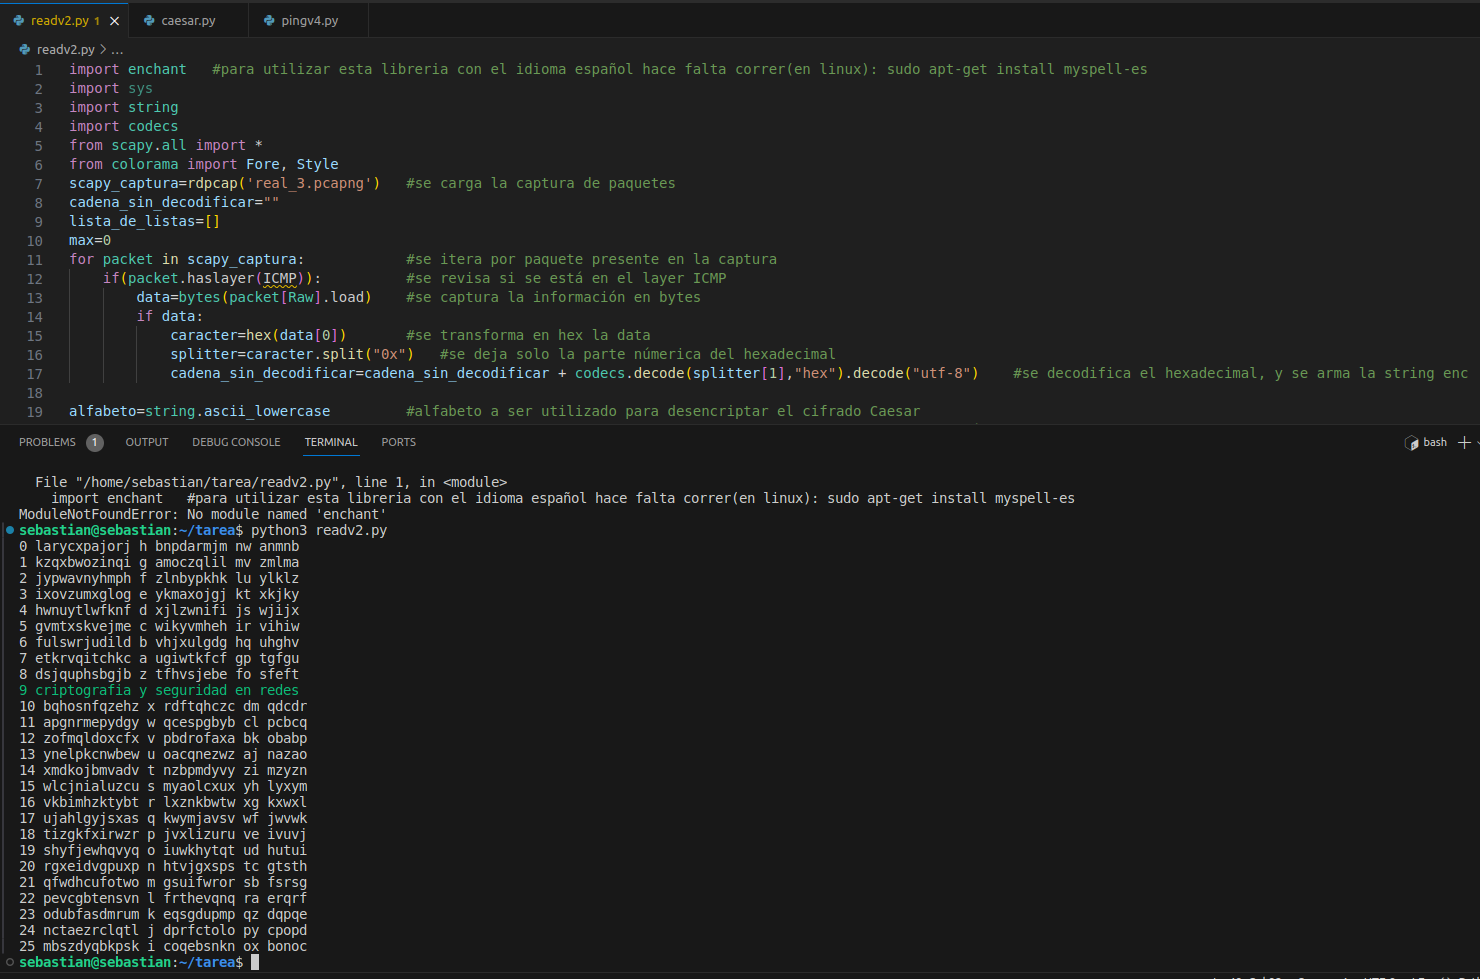 readv2.py 1 caesar.py pingv4.py
readv2.py > ...
1 import enchant #para utilizar esta libreria con el idioma español hace falta correr(en linux): sudo apt-get install myspell-es
2 import sys
3 import string
4 import codecs
5 from scapy.all import *
6 from colorama import Fore, Style
7 scapy_captura=rdpcap('real_3.pcapng') #se carga la captura de paquetes
8 cadena_sin_decodificar=""
9 lista_de_listas=[]
10 max=0
11 for packet in scapy_captura: #se itera por paquete presente en la captura
12 if(packet.haslayer(ICMP)): #se revisa si se está en el layer ICMP
13 data=bytes(packet[Raw].load) #se captura la información en bytes
14 if data:
15 caracter=hex(data[0]) #se transforma en hex la data
16 splitter=caracter.split("0x") #se deja solo la parte númerica del hexadecimal
17 cadena_sin_decodificar=cadena_sin_decodificar + codecs.decode(splitter[1],"hex").decode("utf-8") #se decodifica el hexadecimal, y se arma la string enc
18
19 alfabeto=string.ascii_lowercase #alfabeto a ser utilizado para desencriptar el cifrado Caesar
PROBLEMS 1 OUTPUT DEBUG CONSOLE TERMINAL PORTS bash
File "/home/sebastian/tarea/readv2.py", line 1, in <module>
import enchant #para utilizar esta libreria con el idioma español hace falta correr(en linux): sudo apt-get install myspell-es
ModuleNotFoundError: No module named 'enchant'
sebastian@sebastian:~/tarea$ python3 readv2.py
0 larycxpajorj h bnpdarmjm nw anmnb
1 kzqxbwozinqi g amoczqlil mv zmlma
2 jypwavnyhmph f zlnbypkhk lu ylklz
3 ixovzumxglog e ykmaxojgj kt xkjky
4 hwnuytlwfknf d xjlzwnifi js wjijx
5 gvmtxskvejme c wikyvmheh ir vihiw
6 fulswrjudild b vhjxulgdg hq uhghv
7 etkrvqitchkc a ugiwtkfcf gp tgfgu
8 dsjquphsbgjb z tfhvsjebe fo sfeft
9 criptografia y seguridad en redes
10 bqhosnfqzehz x rdftqhczc dm qdcdr
11 apgnrmepydgy w qcespgbyb cl pcbcq
12 zofmqldoxcfx v pbdrofaxa bk obabp
13 ynelpkcnwbew u oacqnezwz aj nazao
14 xmdkojbmvadv t nzbpmdyvy zi mzyzn
15 wlcjnialuzcu s myaolcxux yh lyxym
16 vkbimhzktybt r lxznkbwtw xg kxwxl
17 ujahlgyjsxas q kwymjavsv wf jwvwk
18 tizgkfxirwzr p jvxlizuru ve ivuvj
19 shyfjewhqvyq o iuwkhytqt ud hutui
20 rgxeidvgpuxp n htvjgxsps tc gtsth
21 qfwdhcufotwo m gsuifwror sb fsrsg
22 pevcgbtensvn l frthevqnq ra erqrf
23 odubfasdmrum k eqsgdupmp qz dqpqe
24 nctaezrclqtl j dprfctolo py cpopd
25 mbszdyqbkpsk i coqebsnkn ox bonoc
sebastian@sebastian:~/tarea$